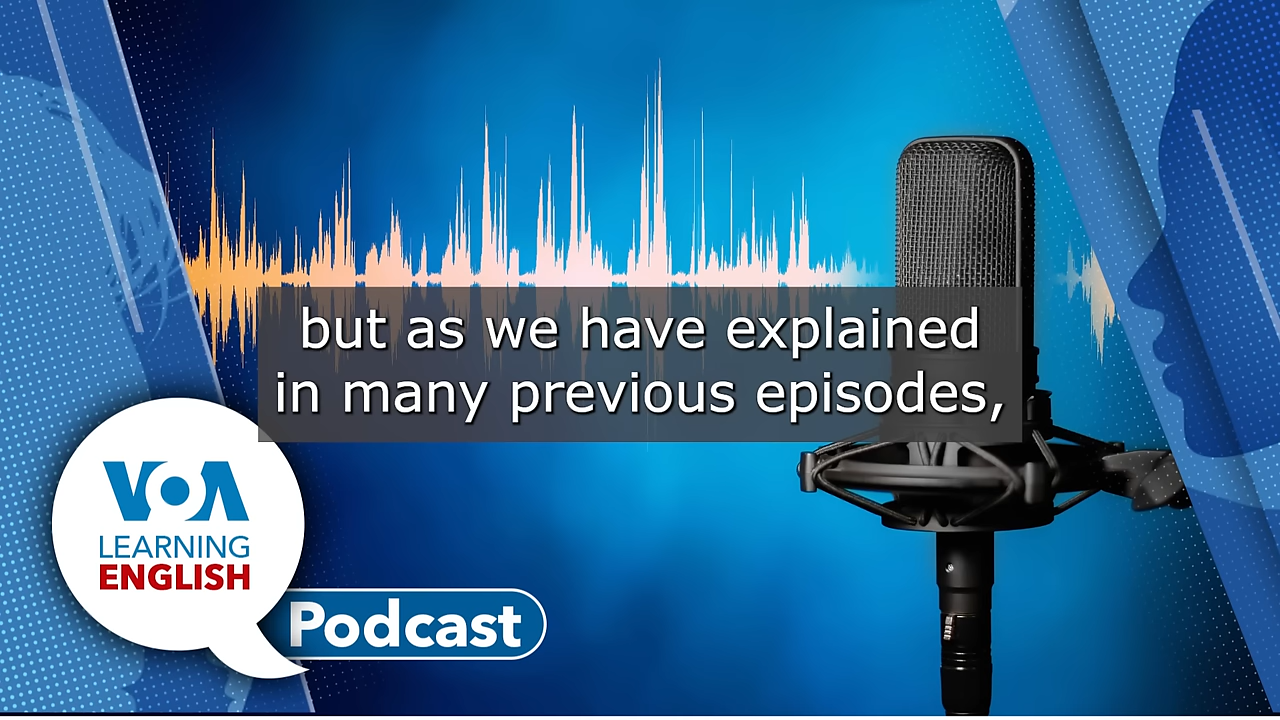 but as we have explained
in many previous episodes,
VOA
LEARNING
ENGLISH
Podcast